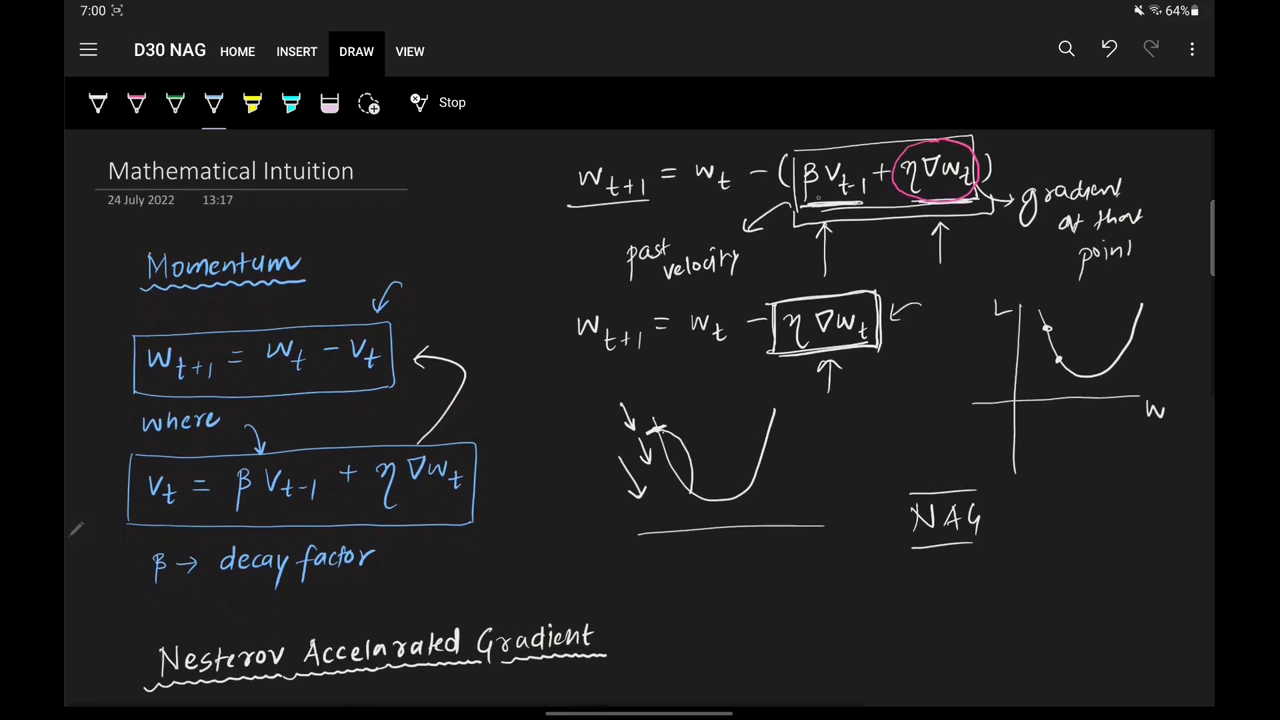 7:00 64%
D30 NAG HOME INSERT DRAW VIEW
Stop
Mathematical Intuition
24 July 2022 13:17
Momentum
w_{t+1} = w_t - v_t
where
v_t = β v_{t-1} + η ∇w_t
β → decay factor
w_{t+1} = w_t - (β v_{t-1} + η ∇w_t)
past
velocity
gradient
at that
point
w_{t+1} = w_t - η ∇w_t
L
w
NAG
Nesterov Accelarated Gradient